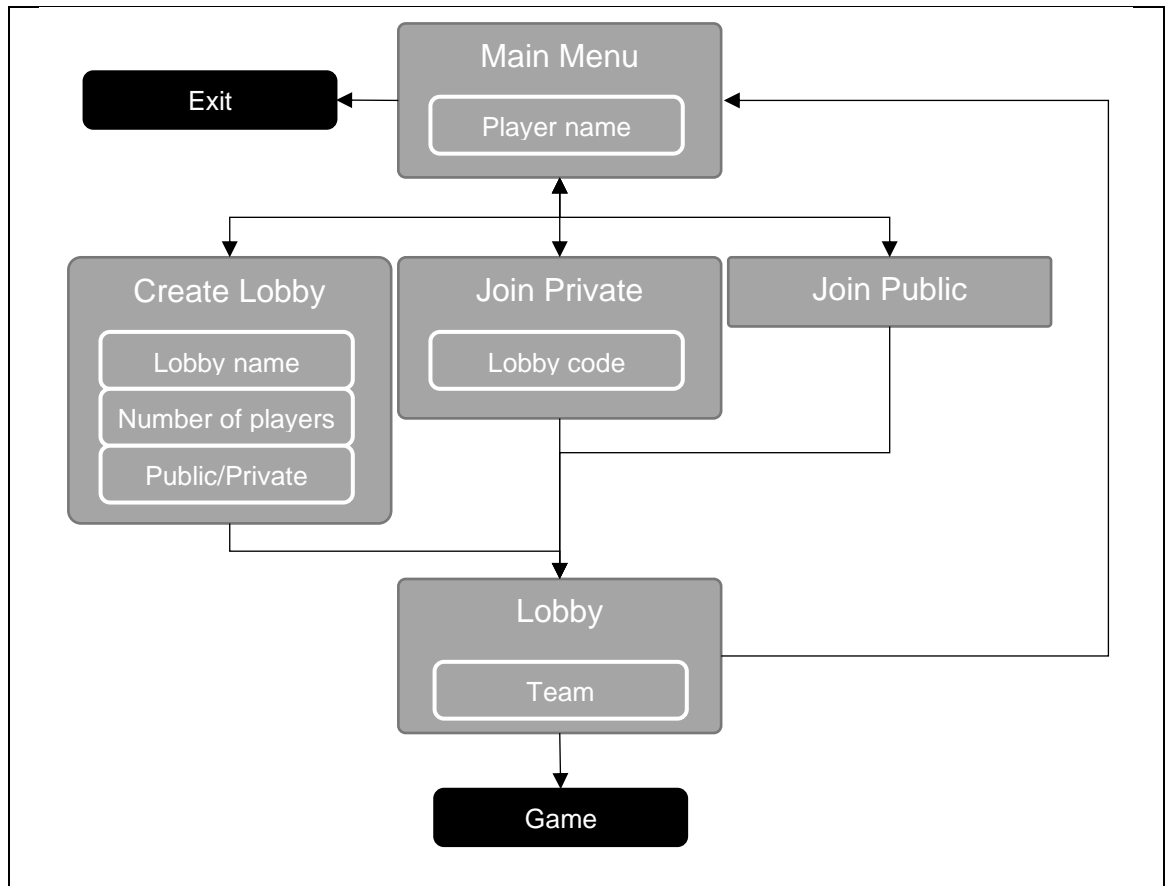 Main Menu
Exit
Player name
Create Lobby
Join Private
Join Public
Lobby name
Lobby code
Number of players
Public/Private
Lobby
Team
Game